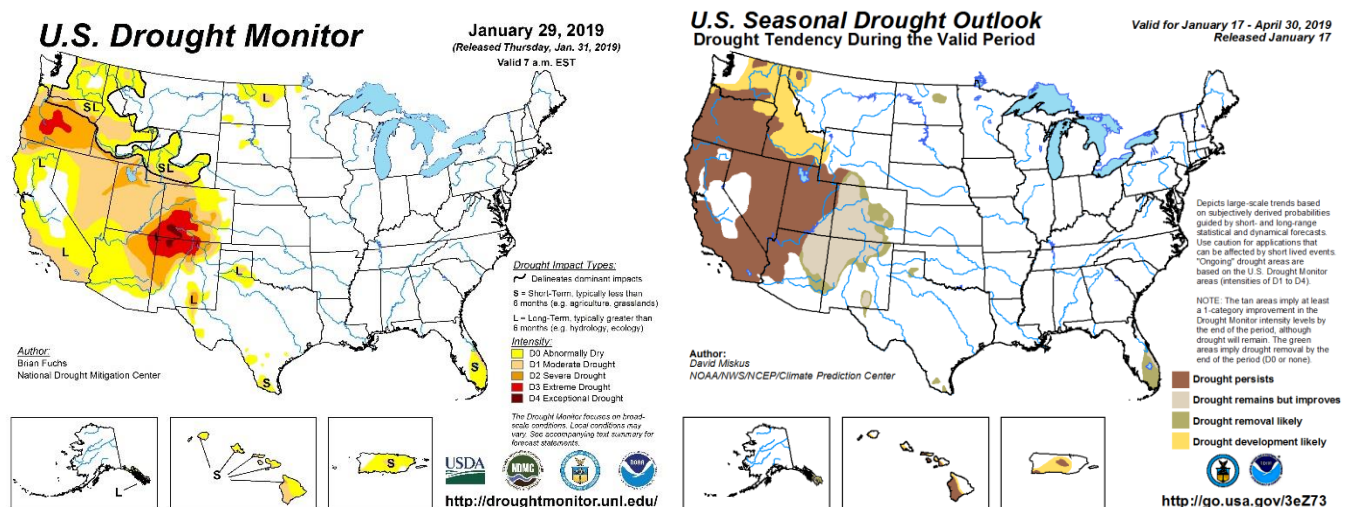 U.S. Drought Monitor
January 29, 2019
(Released Thursday, Jan. 31, 2019)
Valid 7 a.m. EST
SL
L
SL
L
L
L
L
S
S
Drought Impact Types:
Delineates dominant impacts
S = Short-Term, typically less than
6 months (e.g. agriculture, grasslands)
L = Long-Term, typically greater than
6 months (e.g. hydrology, ecology)
Intensity:
D0 Abnormally Dry
D1 Moderate Drought
D2 Severe Drought
D3 Extreme Drought
D4 Exceptional Drought
Author:
Brian Fuchs
National Drought Mitigation Center
The Drought Monitor focuses on broad-
scale conditions. Local conditions may
vary. See accompanying text summary for
forecast statements.
L
S
S
USDA
NDMC
http://droughtmonitor.unl.edu/
U.S. Seasonal Drought Outlook
Drought Tendency During the Valid Period
Valid for January 17 - April 30, 2019
Released January 17
Depicts large-scale trends based
on subjectively derived probabilities
guided by short- and long-range
statistical and dynamical forecasts.
Use caution for applications that
can be affected by short lived events.
"Ongoing" drought areas are
based on the U.S. Drought Monitor
areas (intensities of D1 to D4).
NOTE: The tan areas imply at least
a 1-category improvement in the
Drought Monitor intensity levels by
the end of the period, although
drought will remain. The green
areas imply drought removal by the
end of the period (D0 or none).
Author:
David Miskus
NOAA/NWS/NCEP/Climate Prediction Center
Drought persists
Drought remains but improves
Drought removal likely
Drought development likely
http://go.usa.gov/3eZ73